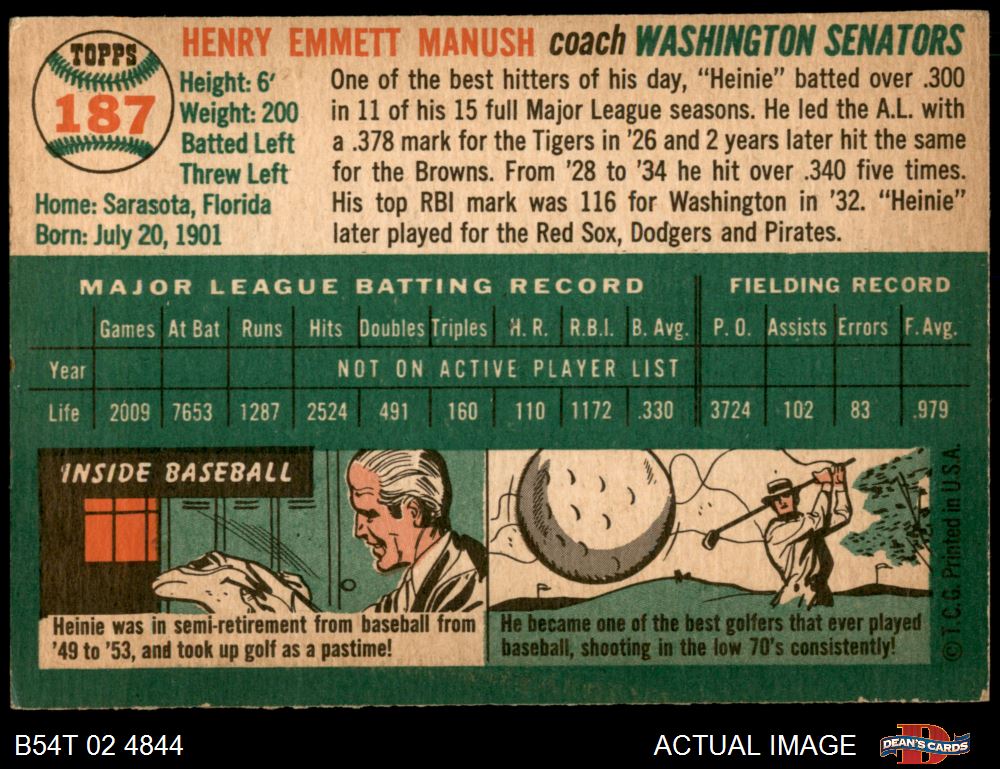 TOPPS
187
HENRY EMMETT MANUSH coach WASHINGTON SENATORS
Height: 6'
Weight: 200
Batted Left
Threw Left
Home: Sarasota, Florida
Born: July 20, 1901
One of the best hitters of his day, "Heinie" batted over .300
in 11 of his 15 full Major League seasons. He led the A.L. with
a .378 mark for the Tigers in '26 and 2 years later hit the same
for the Browns. From '28 to '34 he hit over .340 five times.
His top RBI mark was 116 for Washington in '32. "Heinie"
later played for the Red Sox, Dodgers and Pirates.
MAJOR LEAGUE BATTING RECORD FIELDING RECORD
Games At Bat Runs Hits Doubles Triples H. R. R.B.I. B. Avg. P. O. Assists Errors F. Avg.
Year NOT ON ACTIVE PLAYER LIST
Life 2009 7653 1287 2524 491 160 110 1172 .330 3724 102 83 .979
INSIDE BASEBALL
Heinie was in semi-retirement from baseball from
'49 to '53, and took up golf as a pastime!
He became one of the best golfers that ever played
baseball, shooting in the low 70's consistently!
© T.C.G. Printed in U.S.A.
B54T 02 4844
ACTUAL IMAGE
DEAN'S CARDS